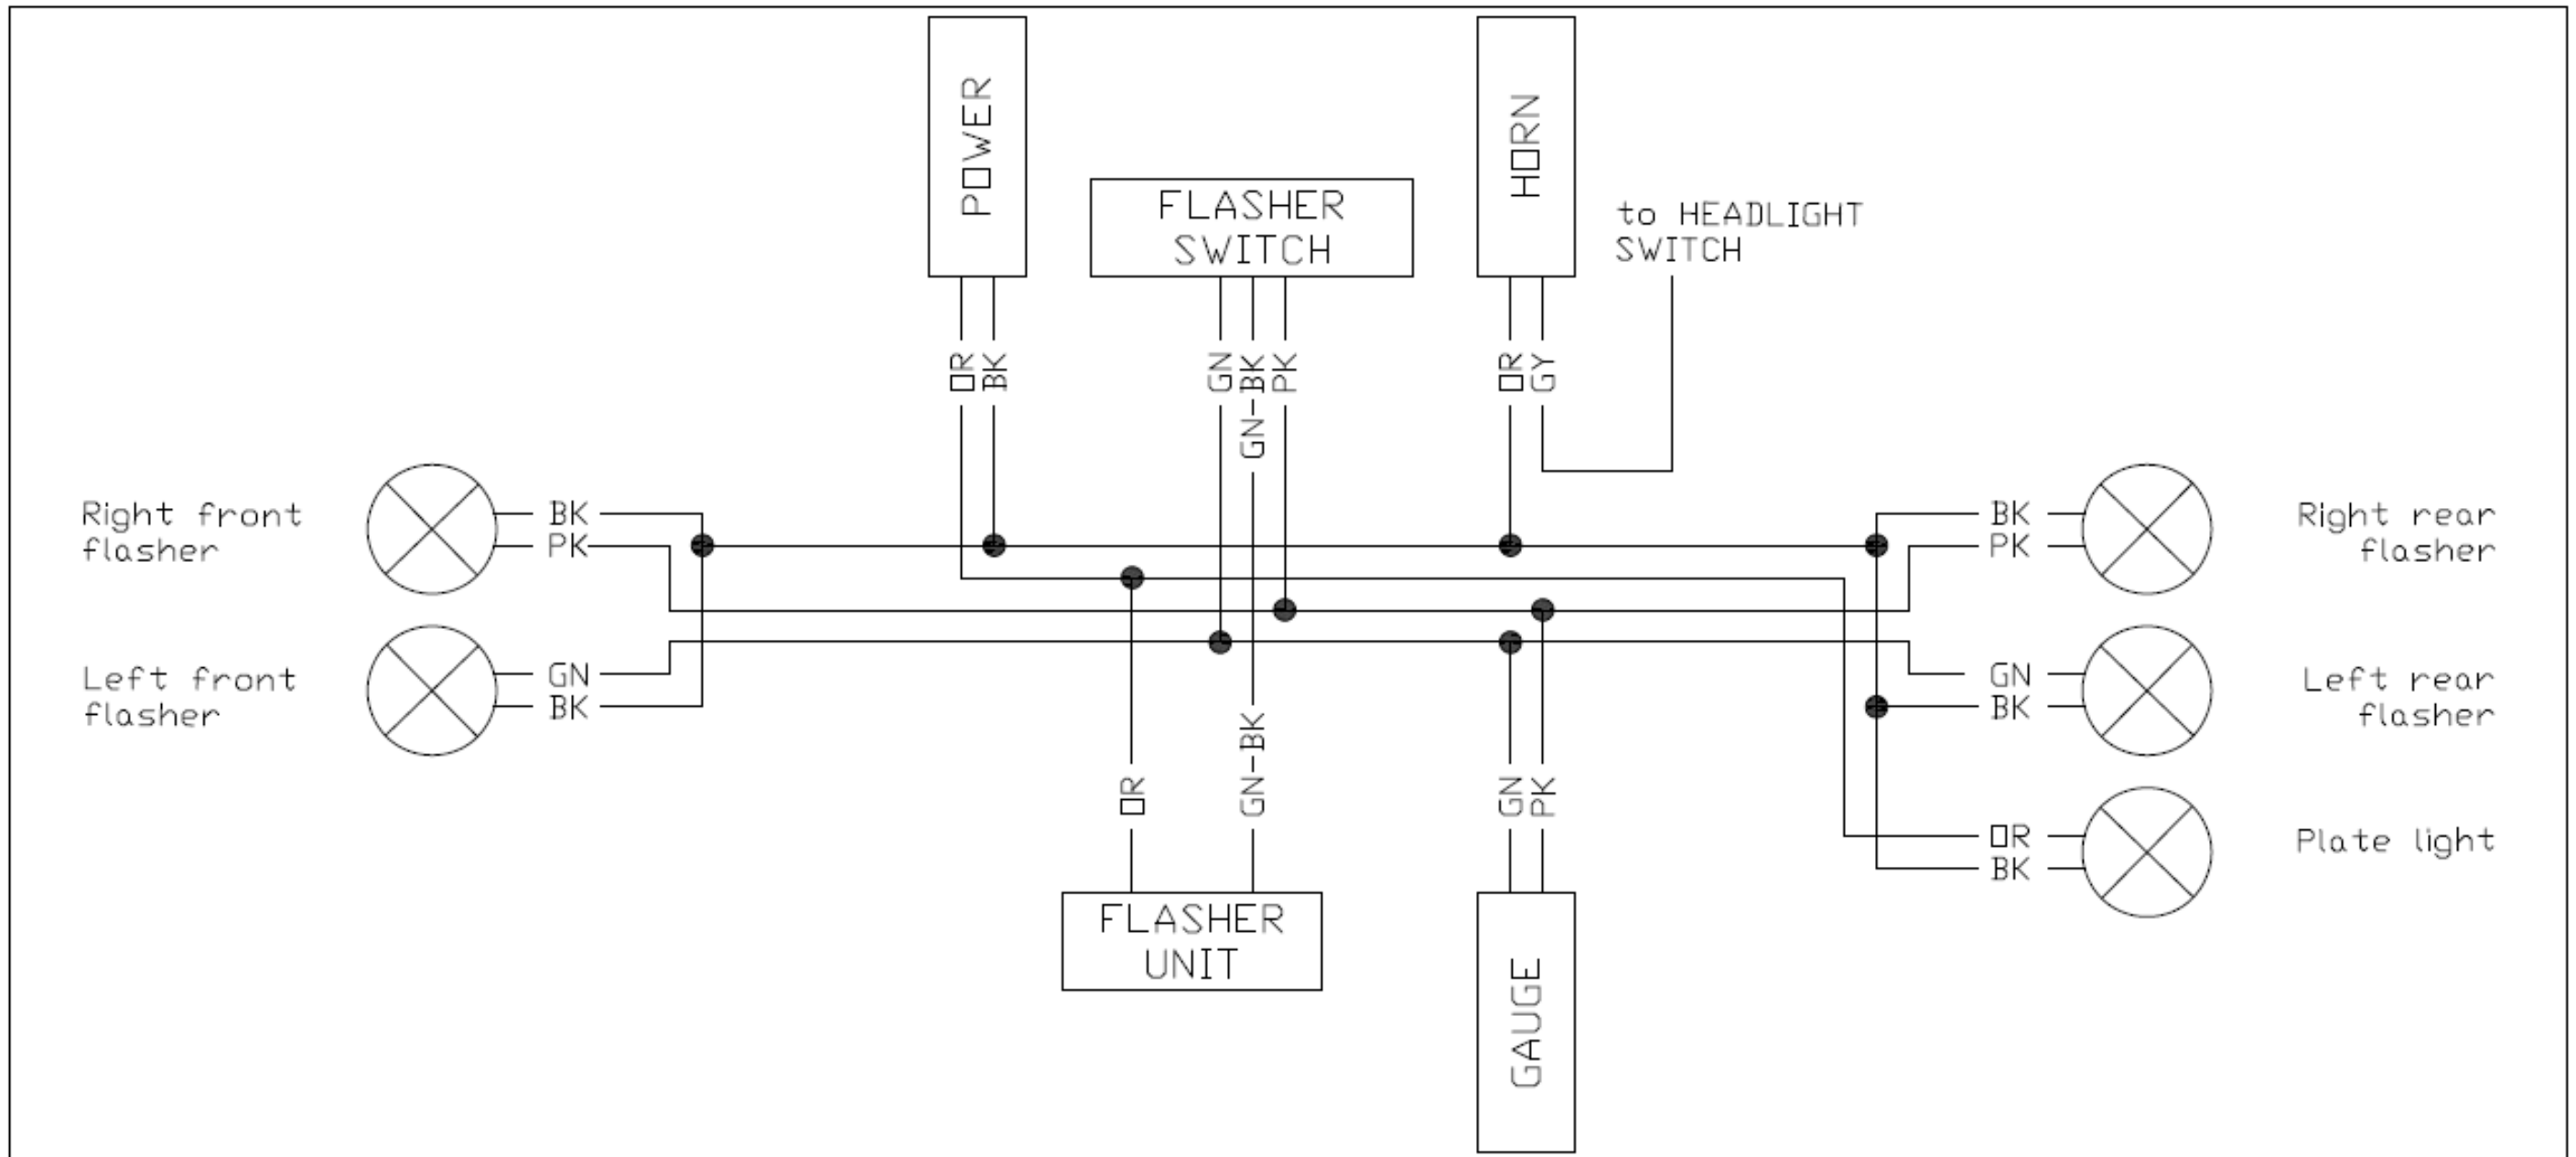 POWER
HORN
FLASHER
SWITCH
to HEADLIGHT
SWITCH
OR
BK
GN
GN-BK
PK
OR
GY
Right front
flasher
BK
PK
BK
PK
Right rear
flasher
Left front
flasher
GN
BK
GN
BK
Left rear
flasher
OR
GN-BK
GN
PK
OR
BK
Plate light
FLASHER
UNIT
GAUGE